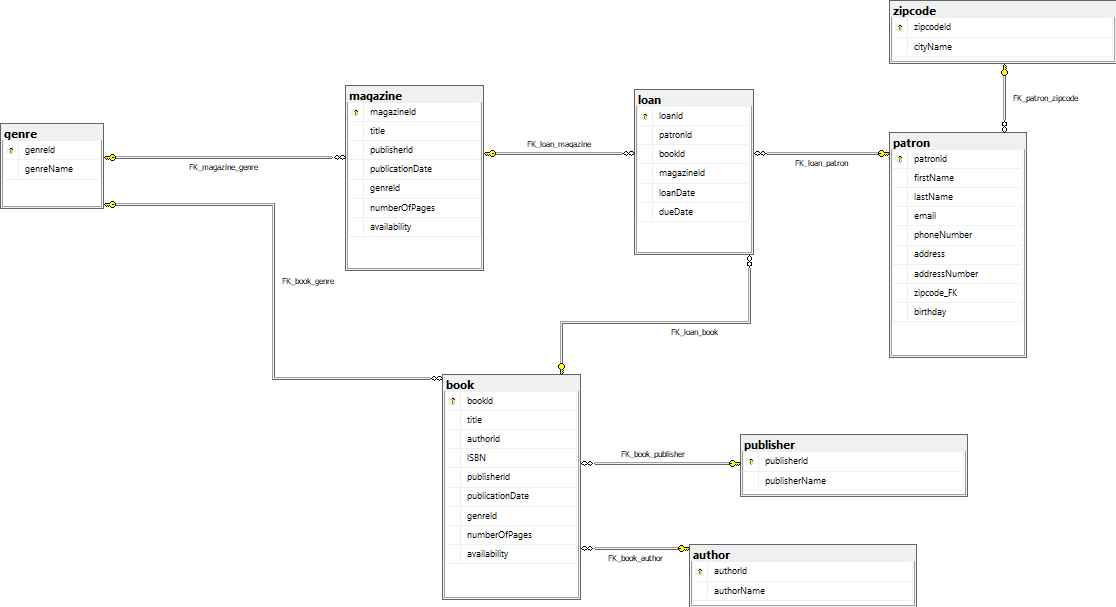 zipcode
zipcodeId
cityName
FK_patron_zipcode
magazine
magazineId
title
publisherId
publicationDate
genreId
numberOfPages
availability
loan
loanId
patronId
bookId
magazineId
loanDate
dueDate
genre
genreId
genreName
FK_magazine_genre
FK_loan_magazine
FK_loan_patron
patron
patronId
firstName
lastName
email
phoneNumber
address
addressNumber
zipcode_FK
birthday
FK_book_genre
FK_loan_book
book
bookId
title
authorId
ISBN
publisherId
publicationDate
genreId
numberOfPages
availability
FK_book_publisher
publisher
publisherId
publisherName
FK_book_author
author
authorId
authorName